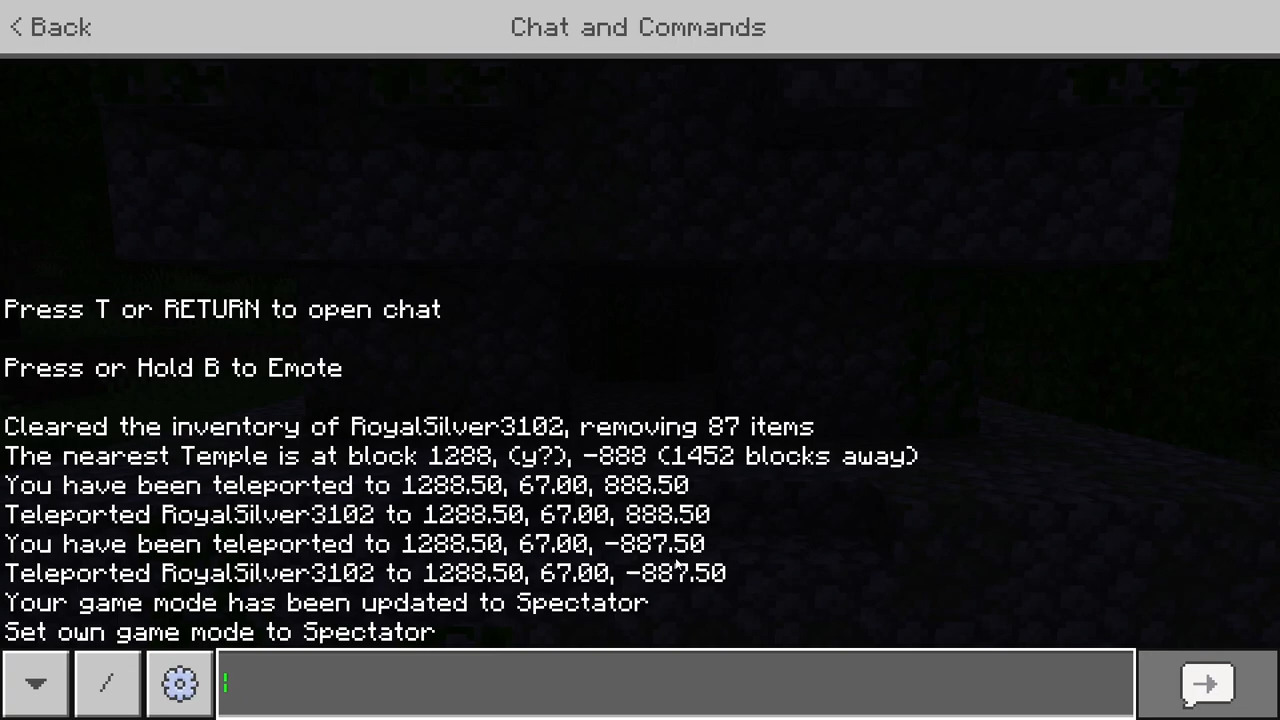 < Back
Chat and Commands
Press T or RETURN to open chat
Press or Hold B to Emote
Cleared the inventory of RoyalSilver3102, removing 87 items
The nearest Temple is at block 1288, (y?), -888 (1452 blocks away)
You have been teleported to 1288.50, 67.00, 888.50
Teleported RoyalSilver3102 to 1288.50, 67.00, 888.50
You have been teleported to 1288.50, 67.00, -887.50
Teleported RoyalSilver3102 to 1288.50, 67.00, -887.50
Your game mode has been updated to Spectator
Set own game mode to Spectator
/